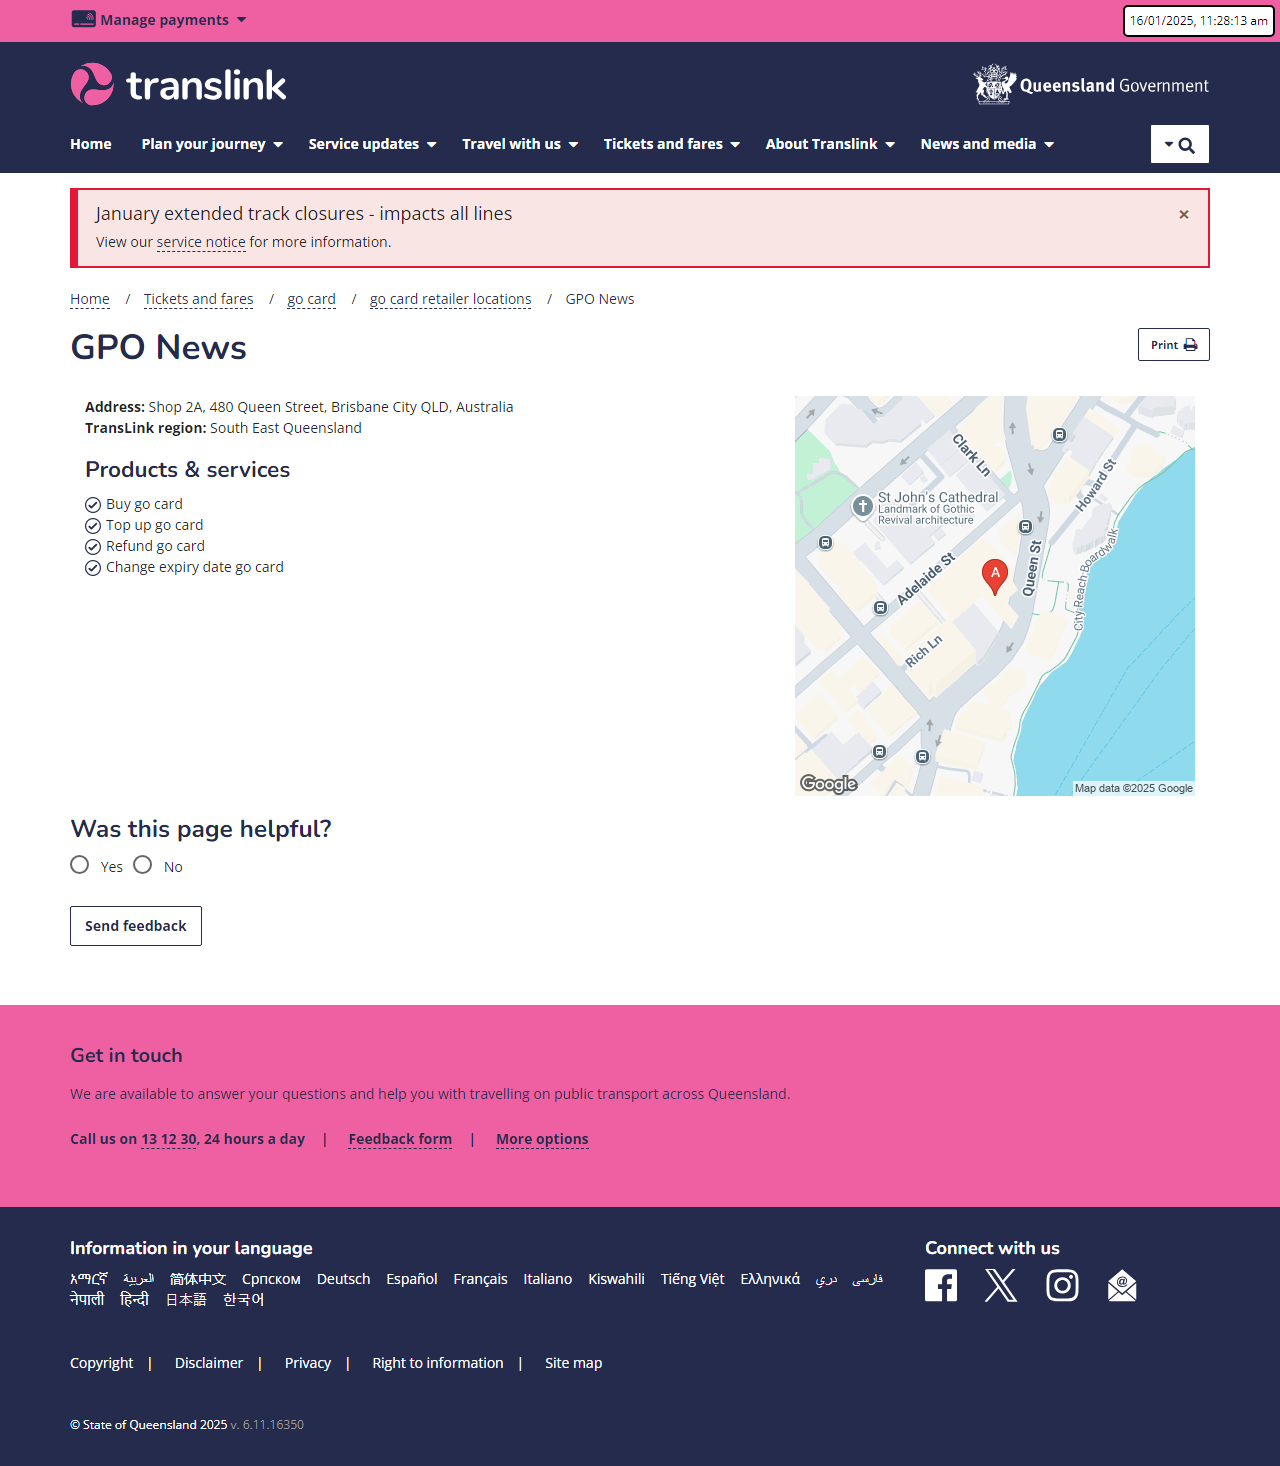 Manage payments
16/01/2025, 11:28:13 am
translink
Queensland Government
Home
Plan your journey
Service updates
Travel with us
Tickets and fares
About Translink
News and media
January extended track closures - impacts all lines
×
View our service notice for more information.
Home / Tickets and fares / go card / go card retailer locations / GPO News
GPO News
Print
Address: Shop 2A, 480 Queen Street, Brisbane City QLD, Australia
TransLink region: South East Queensland
Products & services
Buy go card
Top up go card
Refund go card
Change expiry date go card
Clark Ln
Howard St
St John's Cathedral
Landmark of Gothic
Revival architecture
Adelaide St
A
Queen St
City Reach Boardwalk
Rich Ln
Google
Map data ©2025 Google
Was this page helpful?
Yes
No
Send feedback
Get in touch
We are available to answer your questions and help you with travelling on public transport across Queensland.
Call us on 13 12 30, 24 hours a day | Feedback form | More options
Information in your language
አማርኛ العربية 简体中文 Српском Deutsch Español Français Italiano Kiswahili Tiếng Việt Ελληνικά دري فارسی
नेपाली हिन्दी 日本語 한국어
Connect with us
Copyright | Disclaimer | Privacy | Right to information | Site map
© State of Queensland 2025 v. 6.11.16350